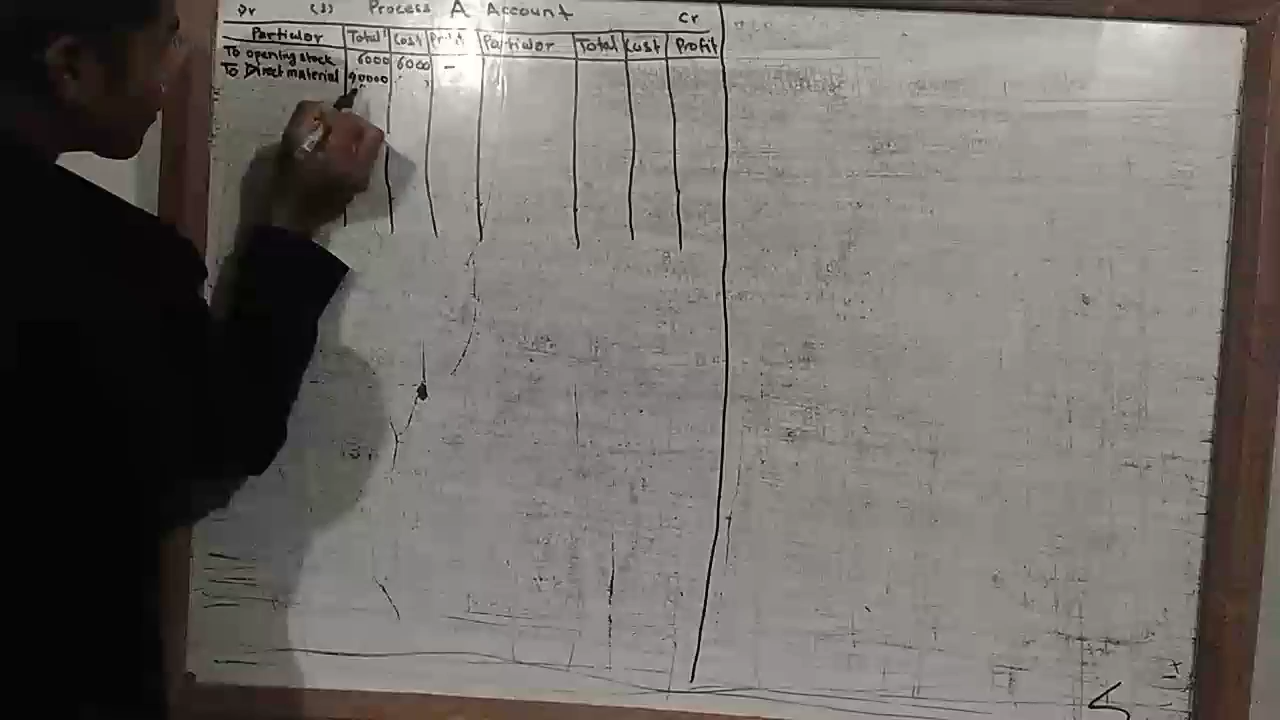 Dr (3) Process A Account Cr
Particular Total Cost Profit Particular Total Cost Profit
To opening stock 6000 6000 –
To Direct material 90000